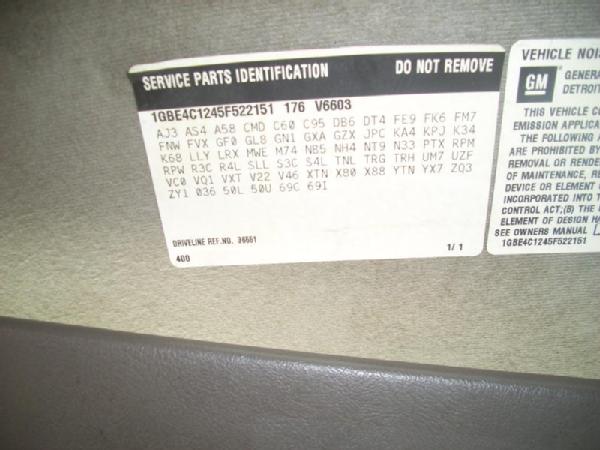 SERVICE PARTS IDENTIFICATION DO NOT REMOVE
1GBE4C1245F522151 176 V6603
AJ3 AS4 A58 CMD C60 C95 DB6 DT4 FE9 FK6 FM7
FNW FVX GF0 GL8 GN1 GXA GZX JPC KA4 KPJ K34
K68 LLY LRX MWE M74 NB5 NH4 NT9 N33 PTX RPM
RPW R3C R4L SLL S3C S4L TNL TRG TRH UM7 UZF
VC0 VQ1 VXT V22 V46 XTN X80 X88 YTN YX7 ZQ3
ZY1 036 50L 50U 69C 69I
DRIVELINE REF.NO. 36661 1/ 1
400
VEHICLE NOI
GM GENERA
DETROIT
THIS VEHICLE CO
EMISSION APPLICA
THE FOLLOWING A
ARE PROHIBITED BY
REMOVAL OR RENDE
OF MAINTENANCE, RE
DEVICE OR ELEMENT
INCORPORATED INTO T
CONTROL ACT,(B) THE
ELEMENT OF DESIGN HA
SEE OWNERS MANUAL
1GBE4C1245F522151